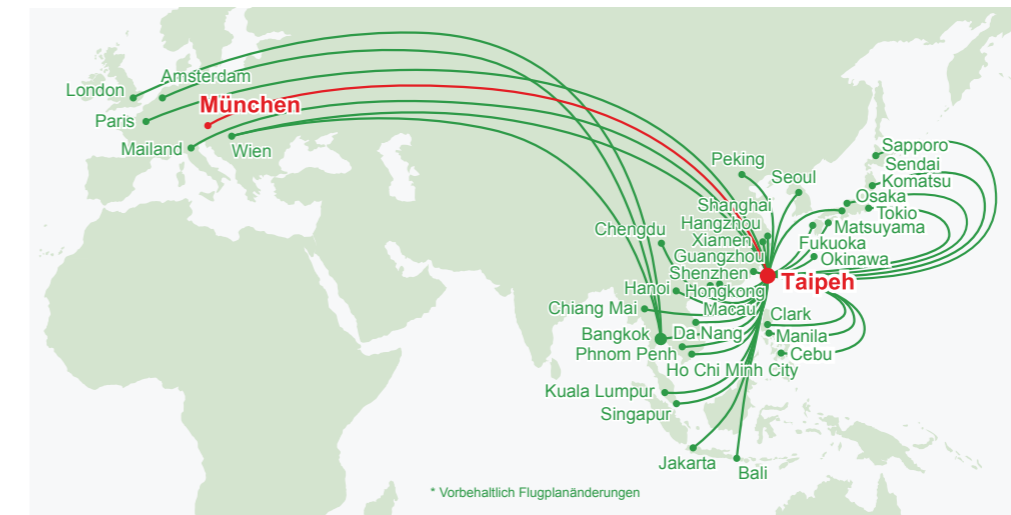 London
Amsterdam
München
Paris
Mailand
Wien
Peking
Seoul
Sapporo
Sendai
Komatsu
Osaka
Tokio
Matsuyama
Fukuoka
Okinawa
Shanghai
Hangzhou
Xiamen
Chengdu
Guangzhou
Shenzhen
Taipeh
Hanoi
Hongkong
Macau
Chiang Mai
Clark
Bangkok
Da Nang
Manila
Phnom Penh
Cebu
Ho Chi Minh City
Kuala Lumpur
Singapur
Jakarta
Bali
* Vorbehaltlich Flugplanänderungen